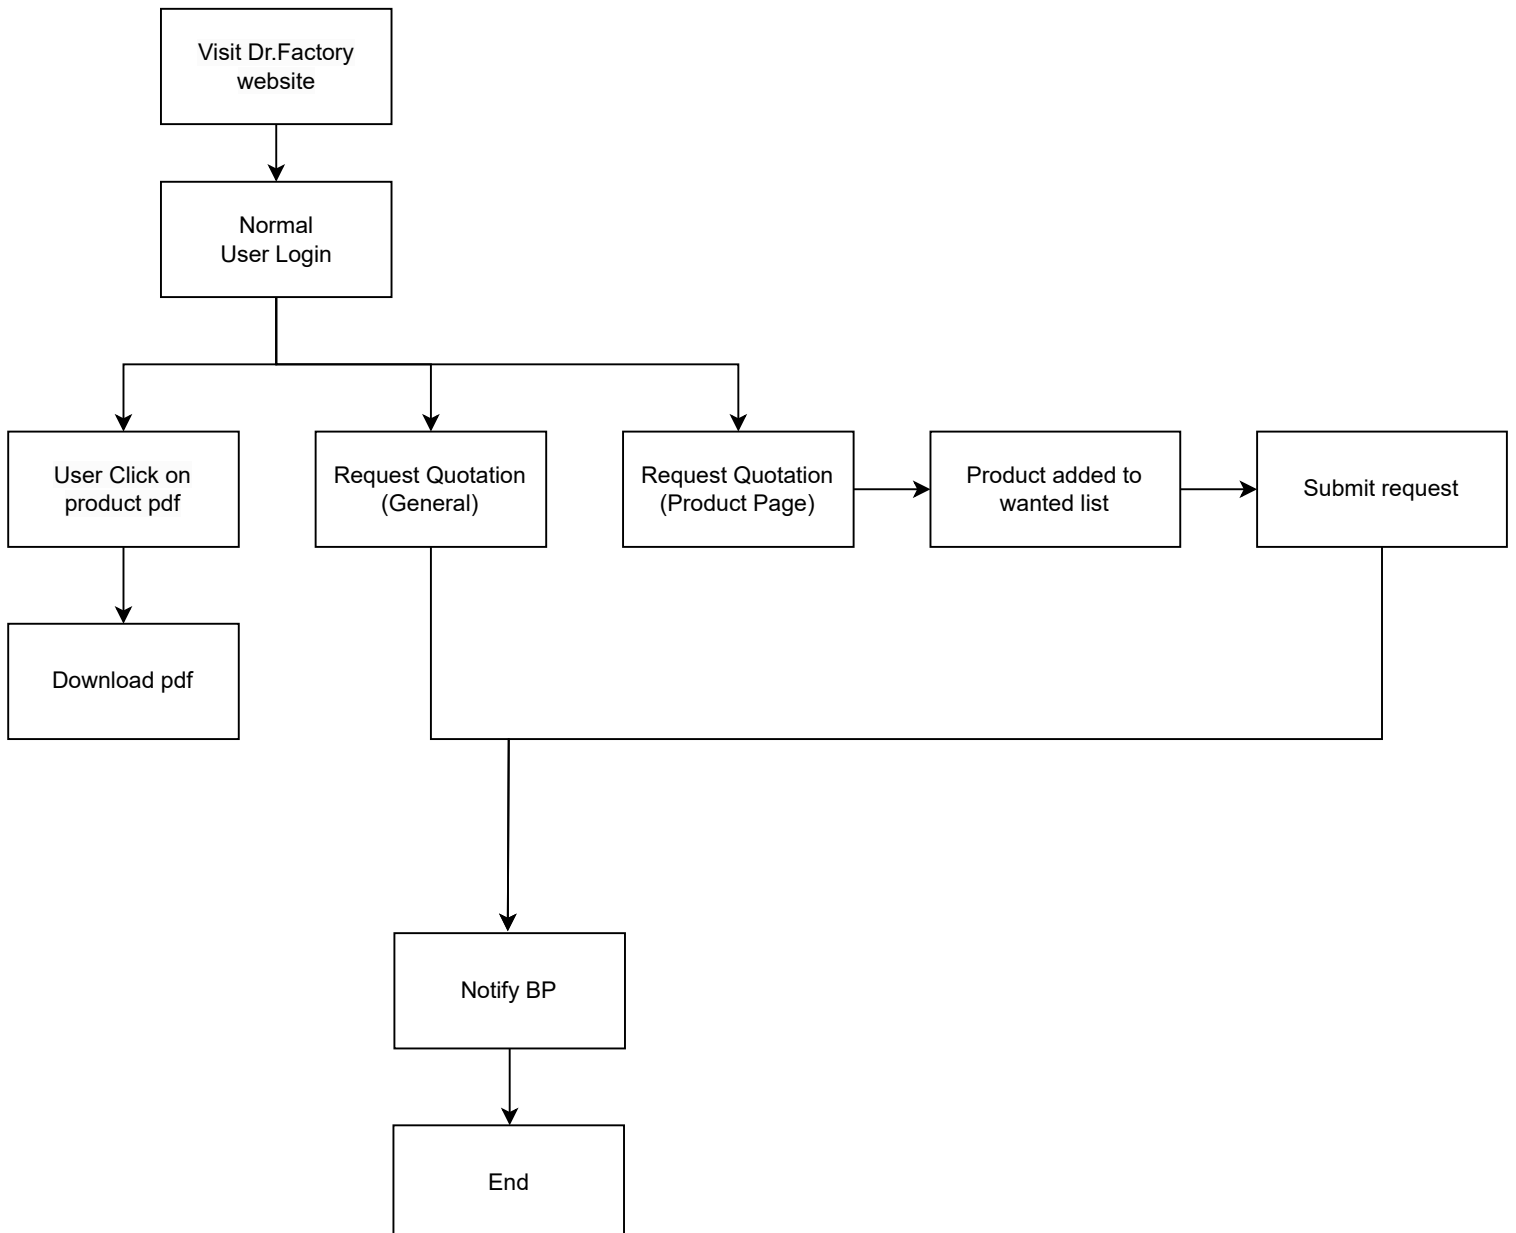 Visit Dr.Factory
website
Normal
User Login
User Click on
product pdf
Request Quotation
(General)
Request Quotation
(Product Page)
Product added to
wanted list
Submit request
Download pdf
Notify BP
End